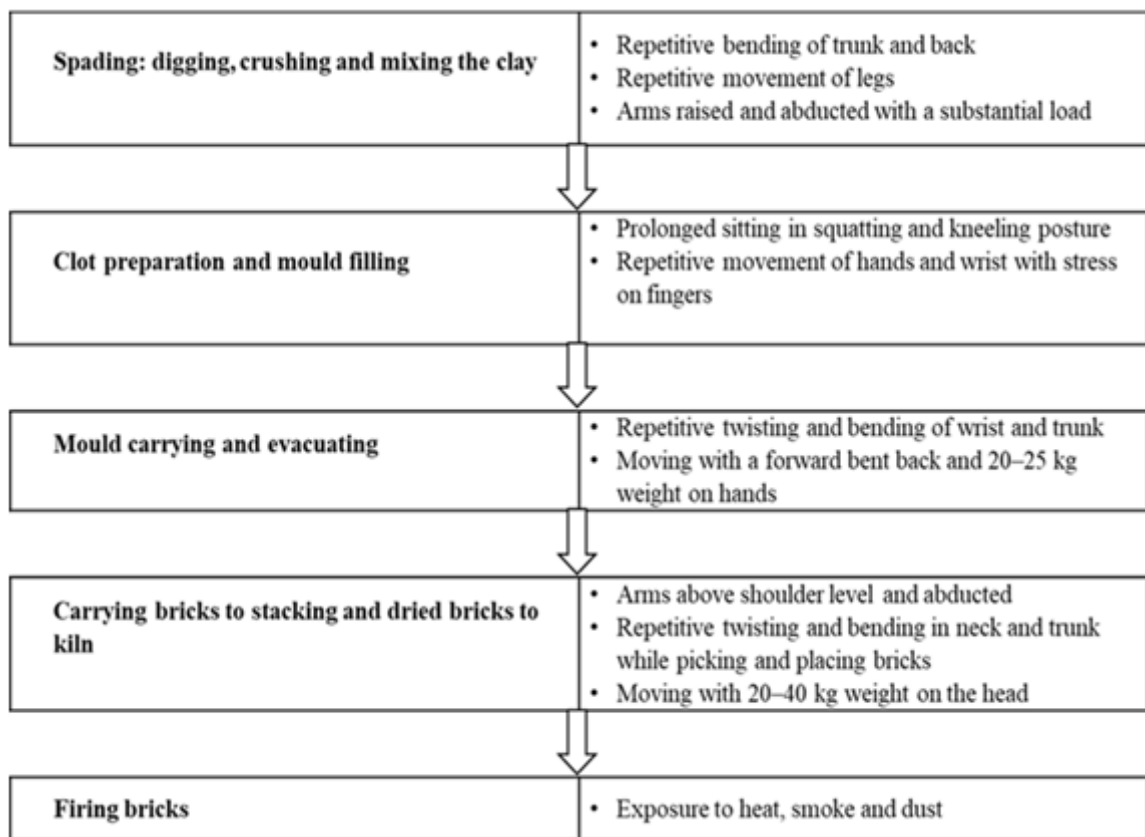 Spading: digging, crushing and mixing the clay
• Repetitive bending of trunk and back
• Repetitive movement of legs
• Arms raised and abducted with a substantial load
Clot preparation and mould filling
• Prolonged sitting in squatting and kneeling posture
• Repetitive movement of hands and wrist with stress
on fingers
Mould carrying and evacuating
• Repetitive twisting and bending of wrist and trunk
• Moving with a forward bent back and 20–25 kg
weight on hands
Carrying bricks to stacking and dried bricks to
kiln
• Arms above shoulder level and abducted
• Repetitive twisting and bending in neck and trunk
while picking and placing bricks
• Moving with 20–40 kg weight on the head
Firing bricks
• Exposure to heat, smoke and dust